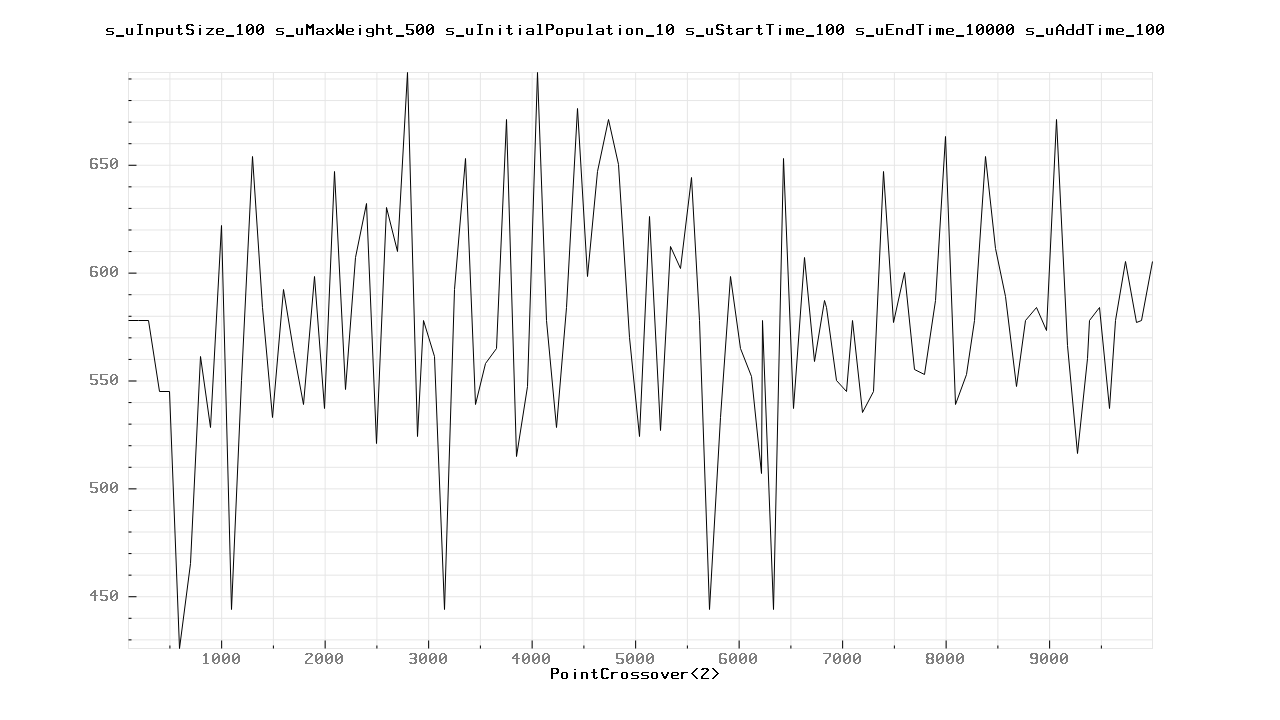 s_uInputSize_100 s_uMaxWeight_500 s_uInitialPopulation_10 s_uStartTime_100 s_uEndTime_10000 s_uAddTime_100
650
600
550
500
450
1000 2000 3000 4000 5000 6000 7000 8000 9000
PointCrossover<2>